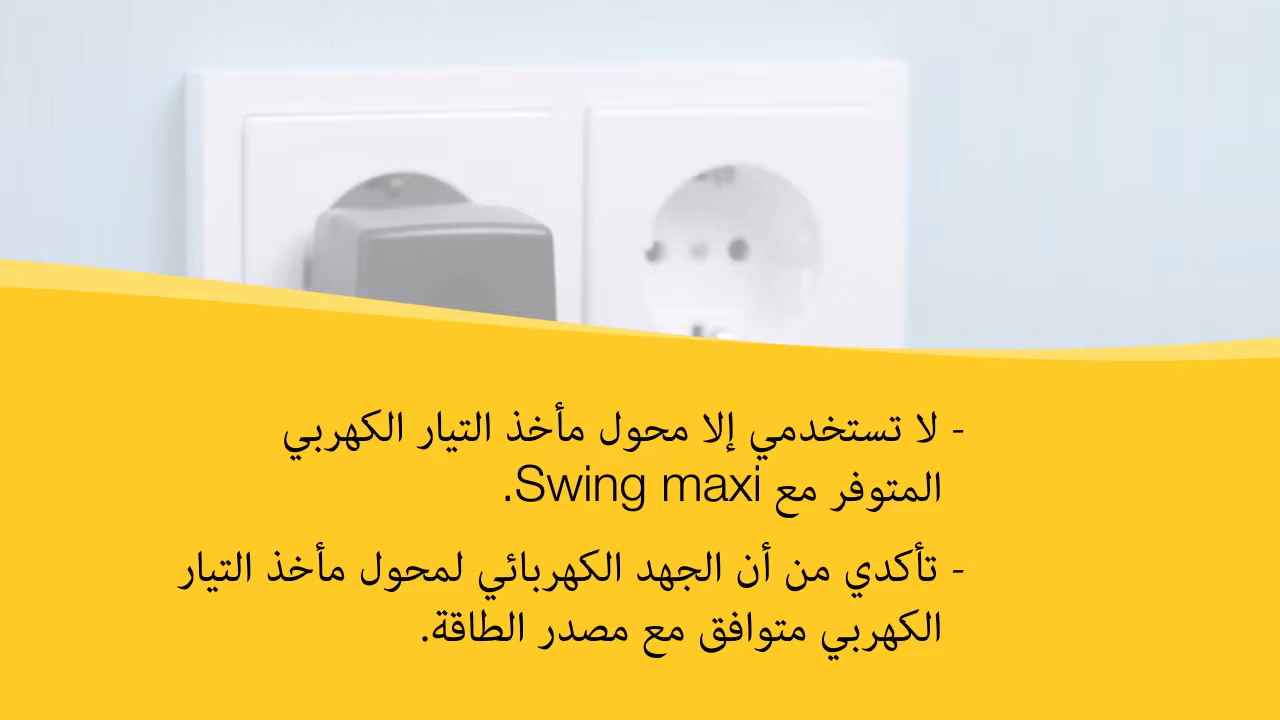 - لا تستخدمي إلا محول مأخذ التيار الكهربي
المتوفر مع Swing maxi.
- تأكدي من أن الجهد الكهربائي لمحول مأخذ التيار
الكهربي متوافق مع مصدر الطاقة.